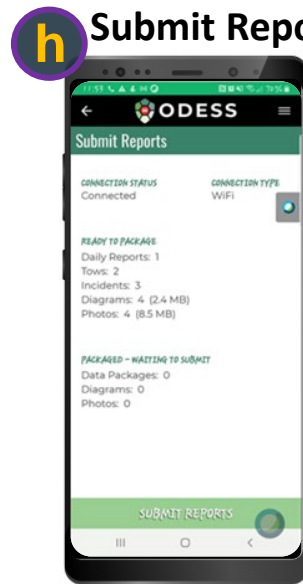 h
Submit Repo
11:53
ODESS
Submit Reports
CONNECTION STATUS CONNECTION TYPE
Connected WiFi
READY TO PACKAGE
Daily Reports: 1
Tows: 2
Incidents: 3
Diagrams: 4 (2.4 MB)
Photos: 4 (8.5 MB)
PACKAGED - WAITING TO SUBMIT
Data Packages: 0
Diagrams: 0
Photos: 0
SUBMIT REPORTS